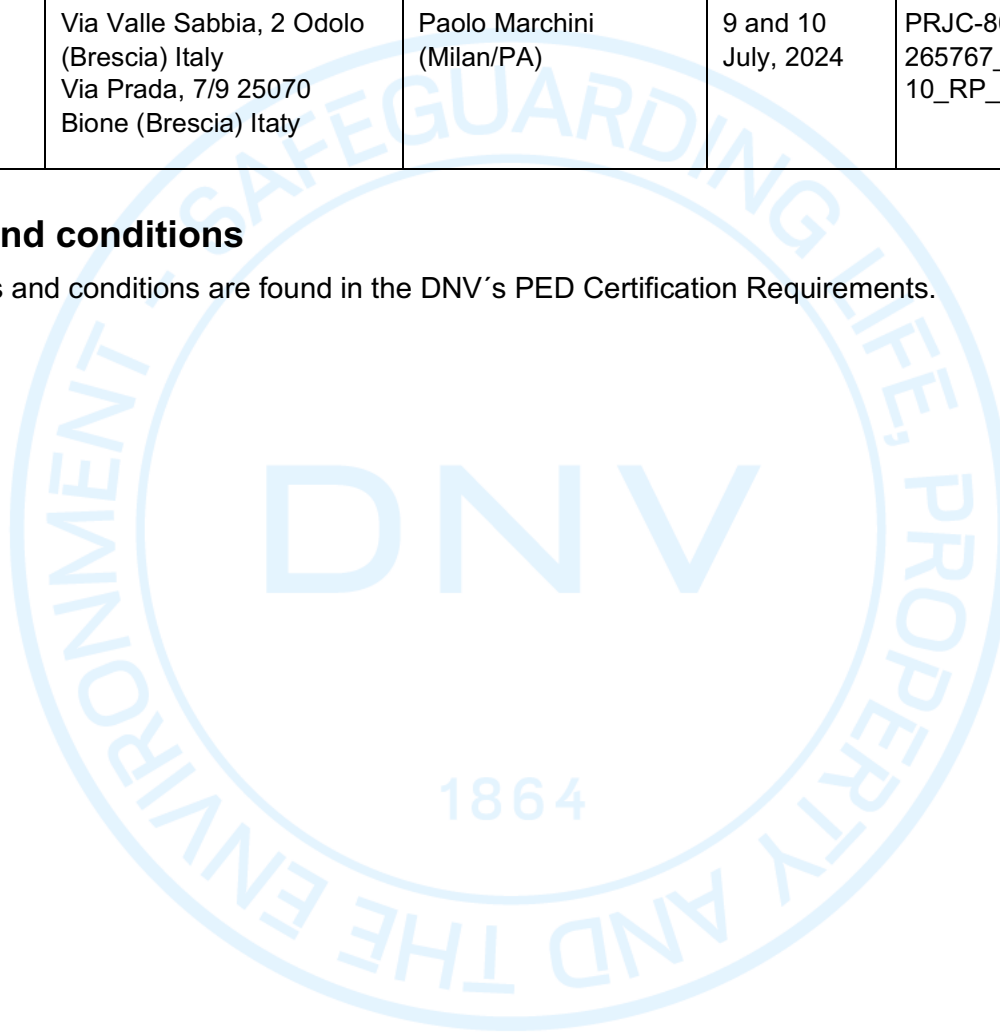 Via Valle Sabbia, 2 Odolo
(Brescia) Italy
Via Prada, 7/9 25070
Bione (Brescia) Itaty
Paolo Marchini
(Milan/PA)
9 and 10
July, 2024
PRJC-8
265767_
10_RP_
nd conditions
s and conditions are found in the DNV´s PED Certification Requirements.
SAFEGUARDING LIFE, PROPERTY AND THE ENVIRONMENT -
DNV
1864